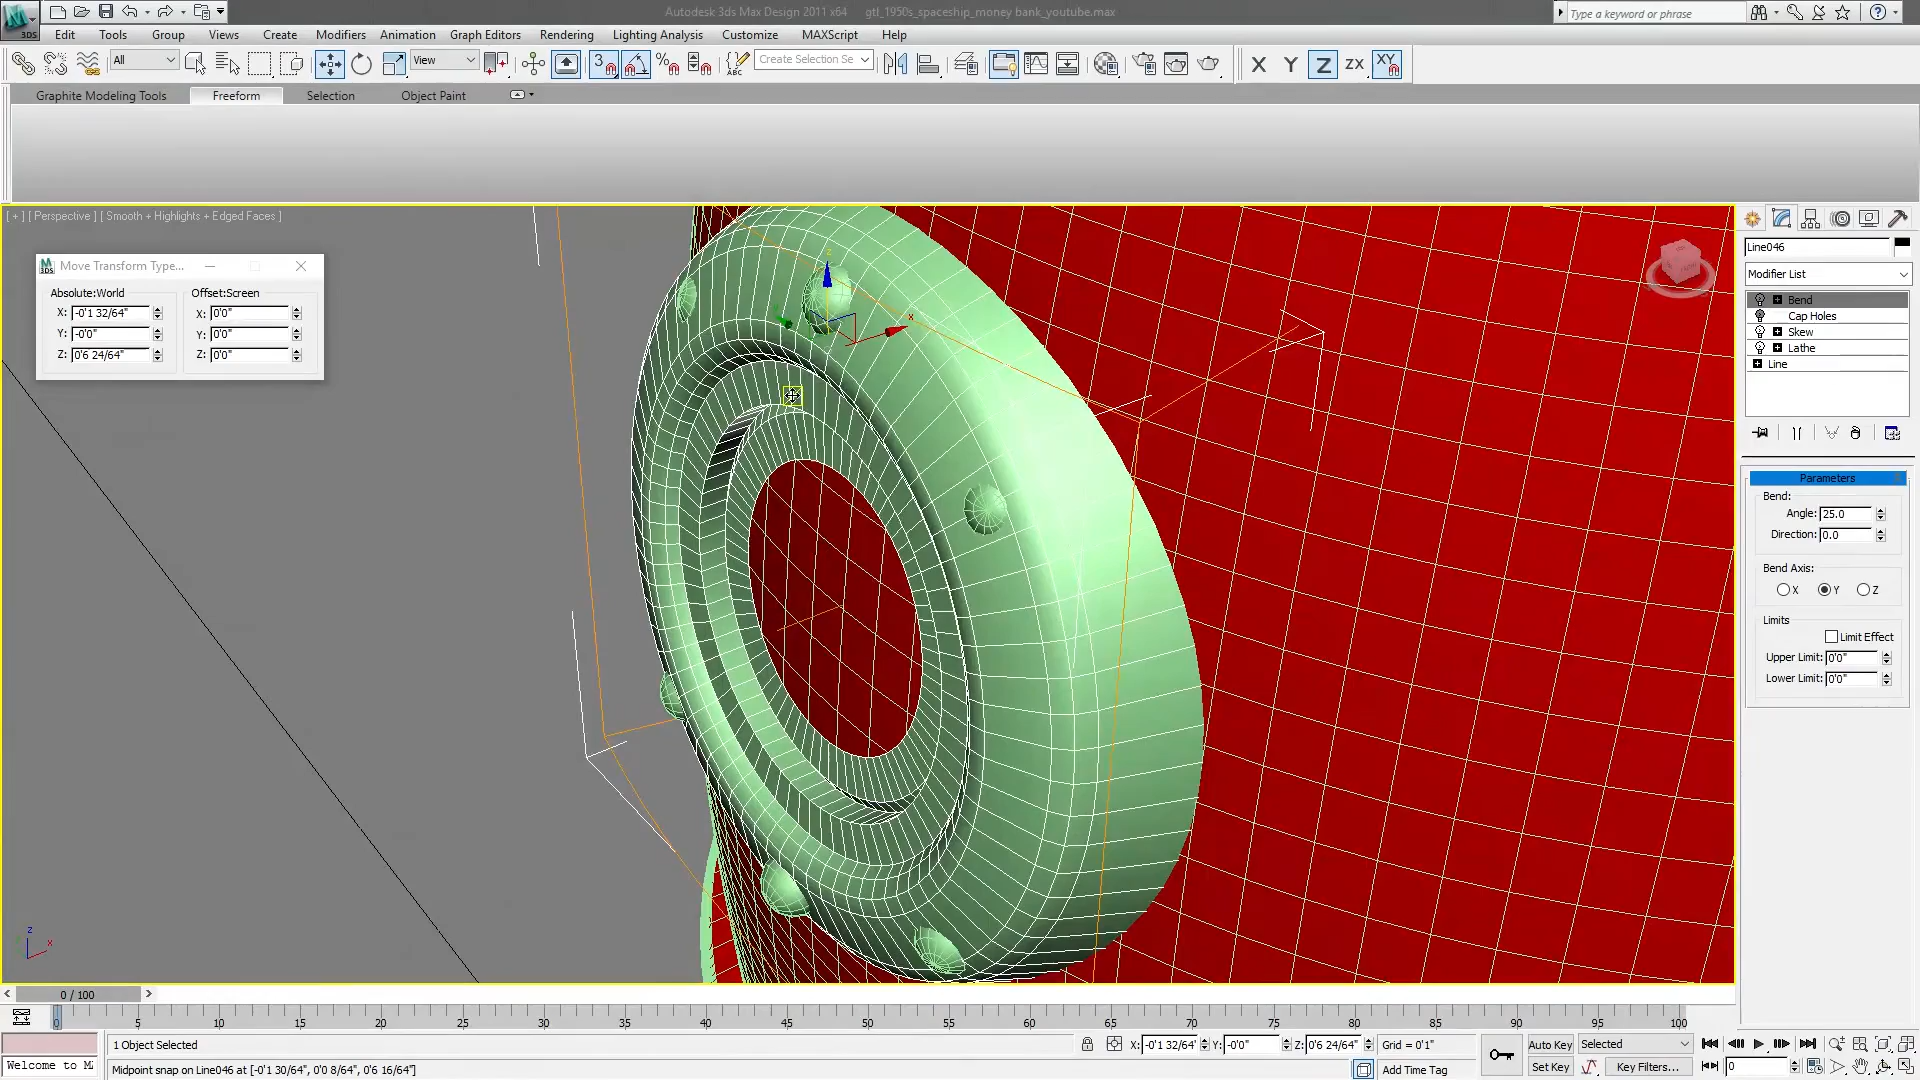 Autodesk 3ds Max Design 2011 x64 gtl_1950s_spaceship_money bank_youtube.max
Type a keyword or phrase
3DS
Edit Tools Group Views Create Modifiers Animation Graph Editors Rendering Lighting Analysis Customize MAXScript Help
All View 3 % ABC Create Selection Se X Y Z ZX XY
Graphite Modeling Tools Freeform Selection Object Paint
[ + ] [ Perspective ] [ Smooth + Highlights + Edged Faces ]
Move Transform Type...
Absolute:World Offset:Screen
X: -0'1 32/64" X: 0'0"
Y: -0'0" Y: 0'0"
Z: 0'6 24/64" Z: 0'0"
x
z
x
Line046
Modifier List
Bend
Cap Holes
Skew
Lathe
Line
Parameters
Bend:
Angle: 25.0
Direction: 0.0
Bend Axis:
X Y Z
Limits
Limit Effect
Upper Limit: 0'0"
Lower Limit: 0'0"
0 / 100
0 5 10 15 20 25 30 35 40 45 50 55 60 65 70 75 80 85 90 95 100
1 Object Selected X: -0'1 32/64" Y: -0'0" Z: 0'6 24/64" Grid = 0'1" Auto Key Selected
Welcome to M Midpoint snap on Line046 at [-0'1 30/64", 0'0 8/64", 0'6 16/64"] Add Time Tag Set Key Key Filters... 0